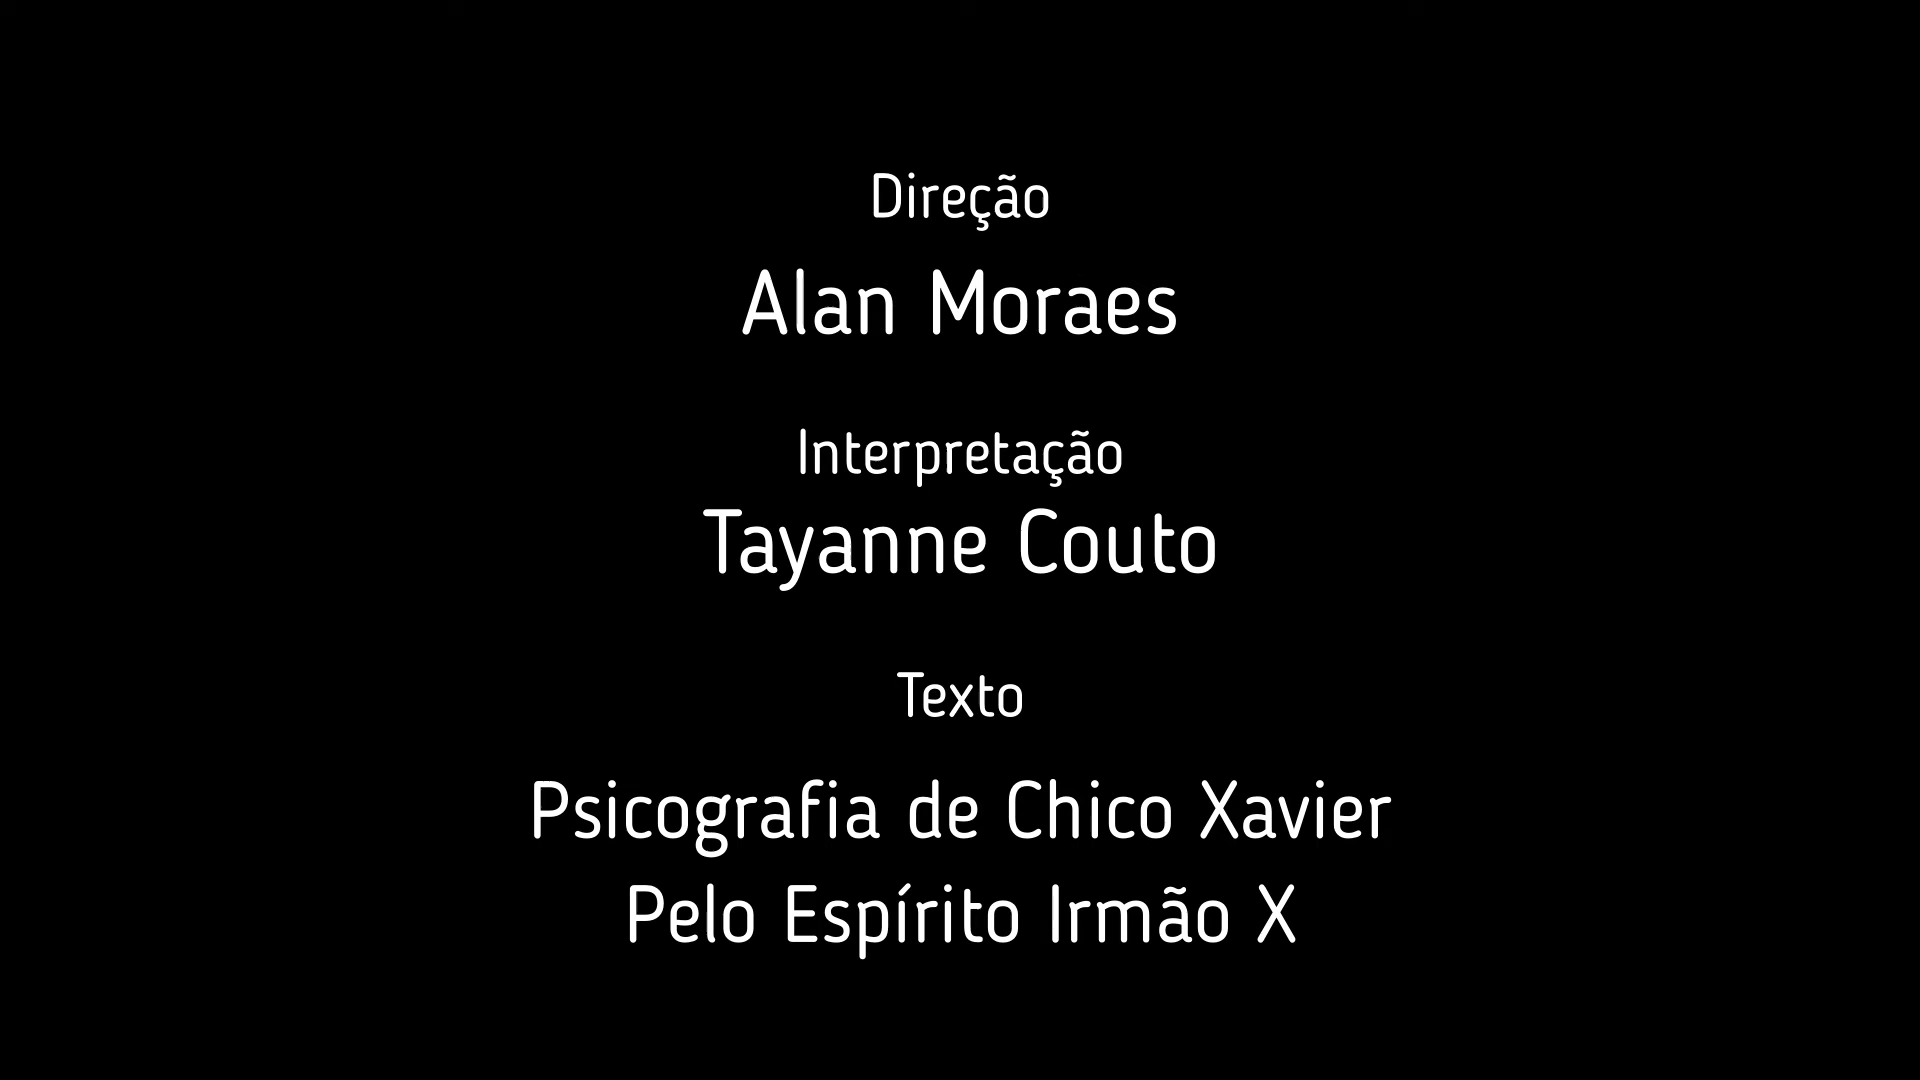 Direção
Alan Moraes
Interpretação
Tayanne Couto
Texto
Psicografia de Chico Xavier
Pelo Espírito Irmão X